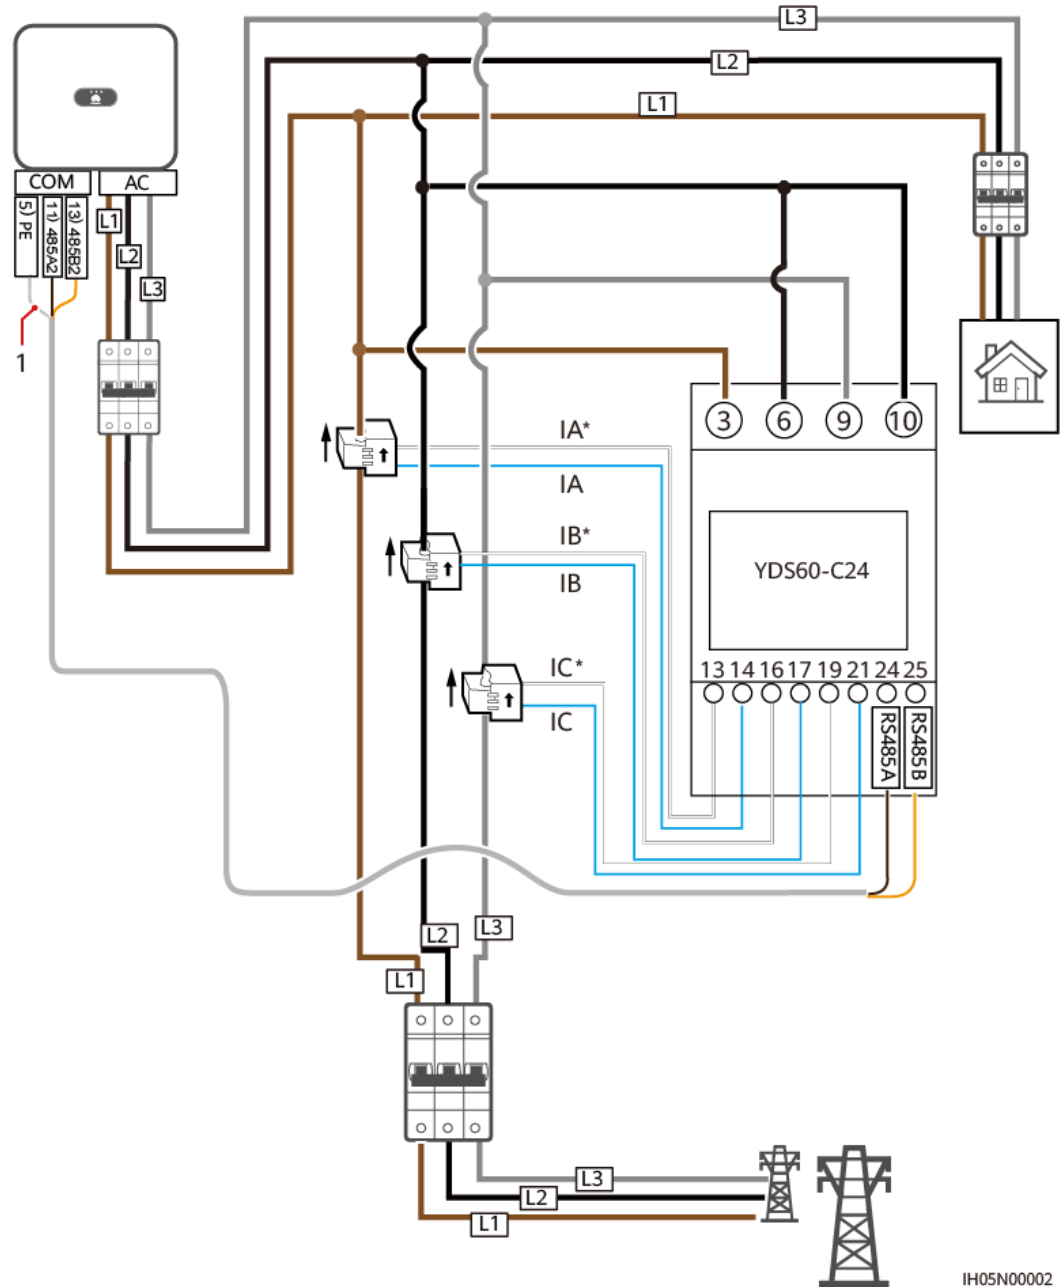 L3
L2
L1
COM
AC
5) PE
11) 485A2
13) 485B2
L1
L2
L3
1
3
6
9
10
IA*
IA
IB*
IB
YDS60-C24
IC*
IC
13 14 16 17 19 21 24 25
RS485A
RS485B
L3
L2
L1
L3
L2
L1
IH05N00002